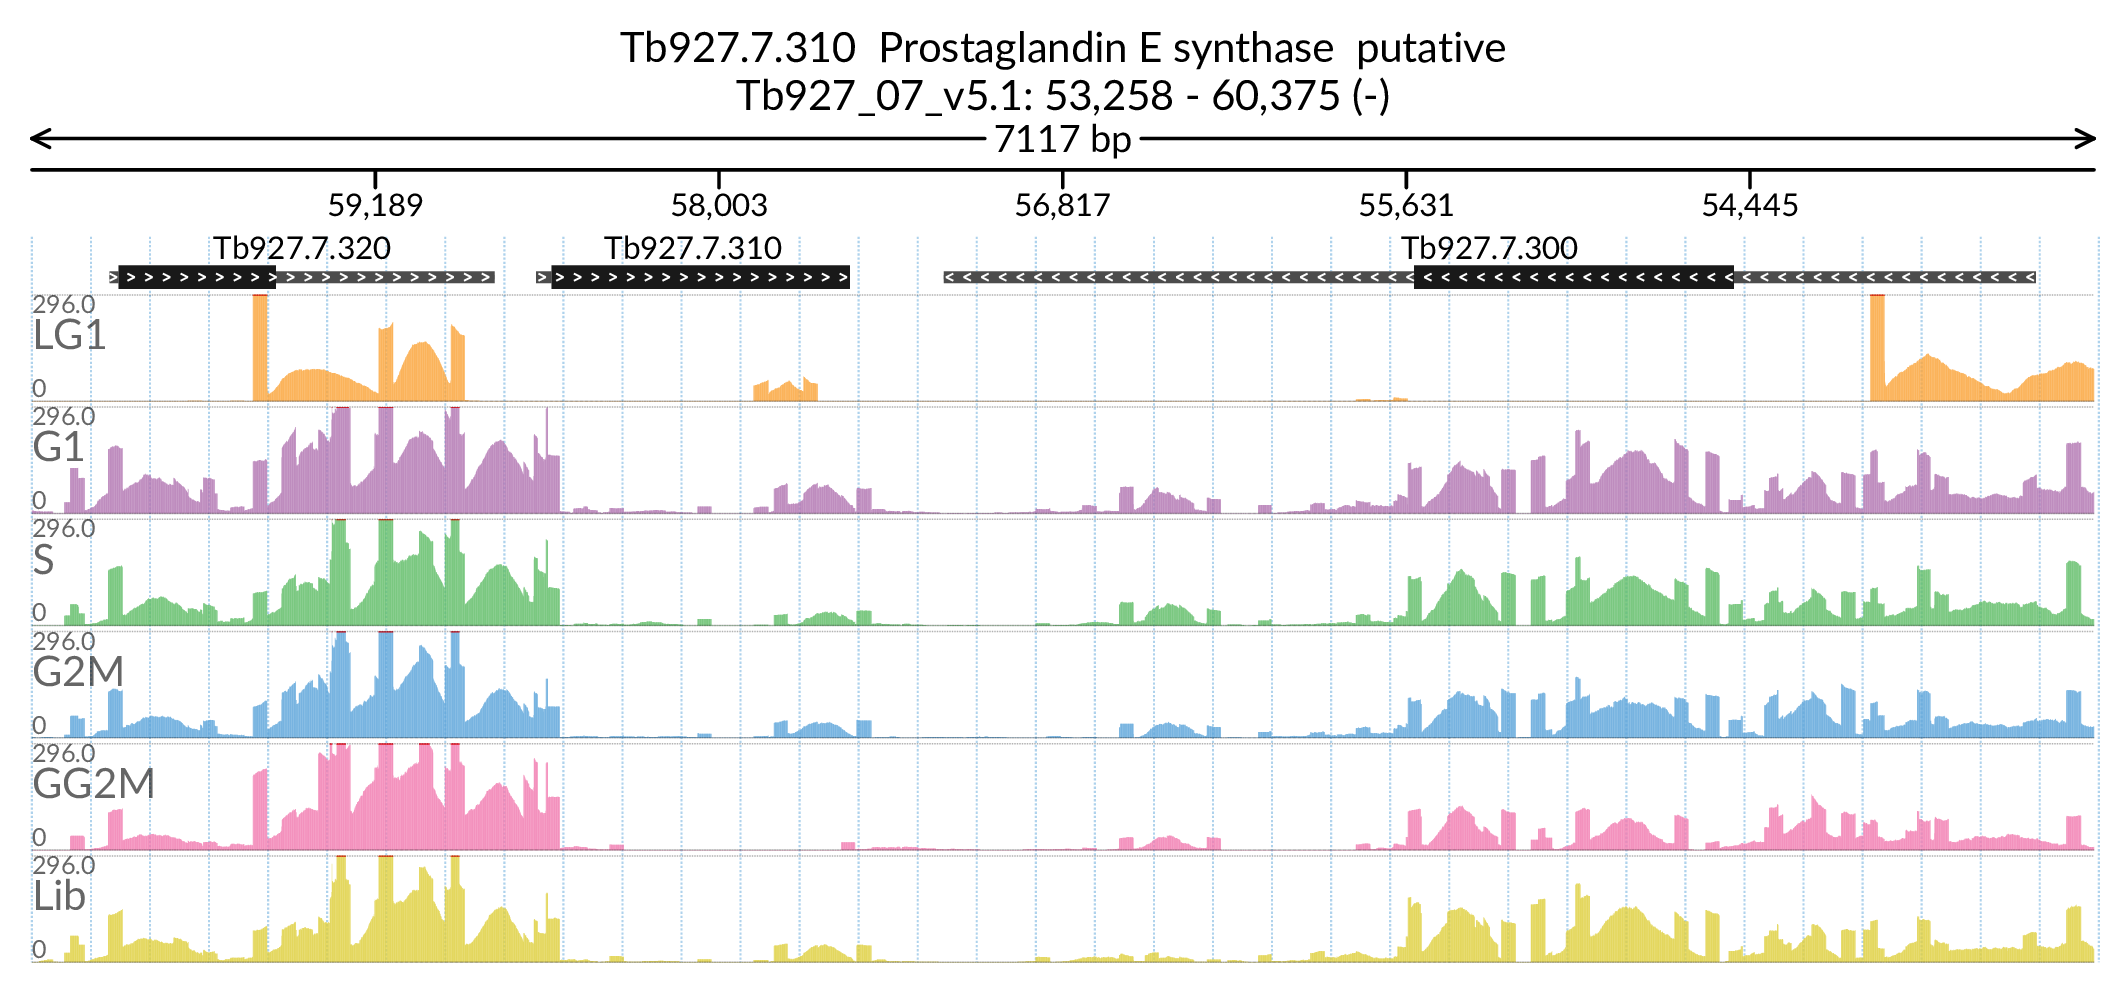 Tb927.7.310  Prostaglandin E synthase  putative
Tb927_07_v5.1: 53,258 - 60,375 (-)
7117 bp
59,189 58,003 56,817 55,631 54,445
Tb927.7.320 Tb927.7.310 Tb927.7.300
296.0
LG1
0
296.0
G1
0
296.0
S
0
296.0
G2M
0
296.0
GG2M
0
296.0
Lib
0